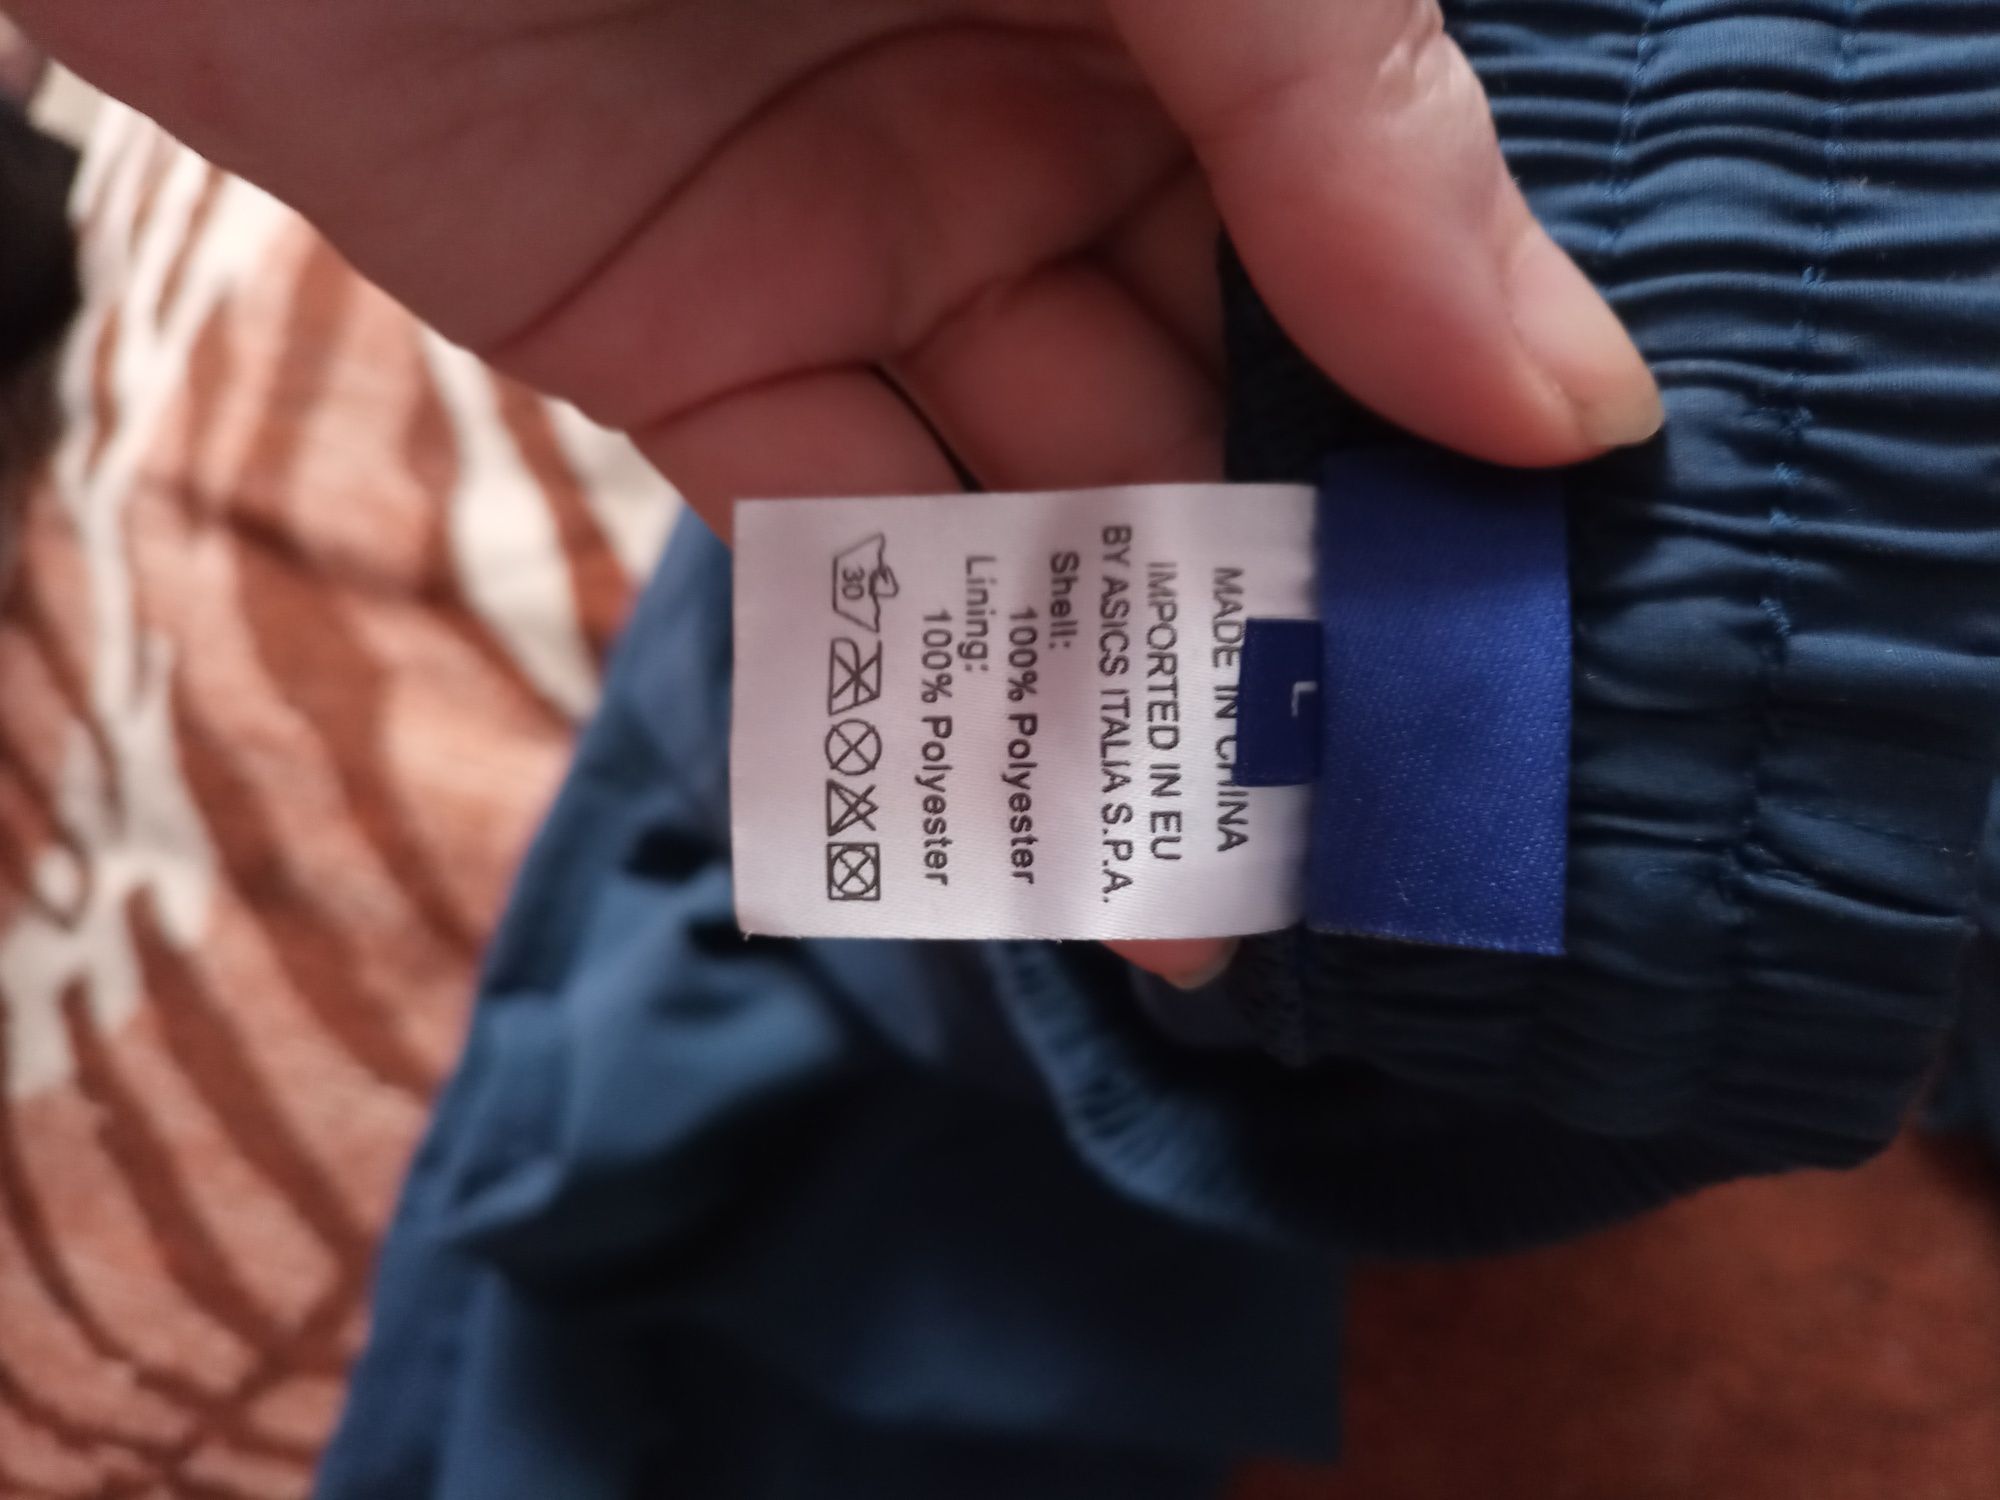 L
MADE IN CHINA
IMPORTED IN EU
BY ASICS ITALIA S.P.A.
Shell:
100% Polyester
Lining:
100% Polyester
30